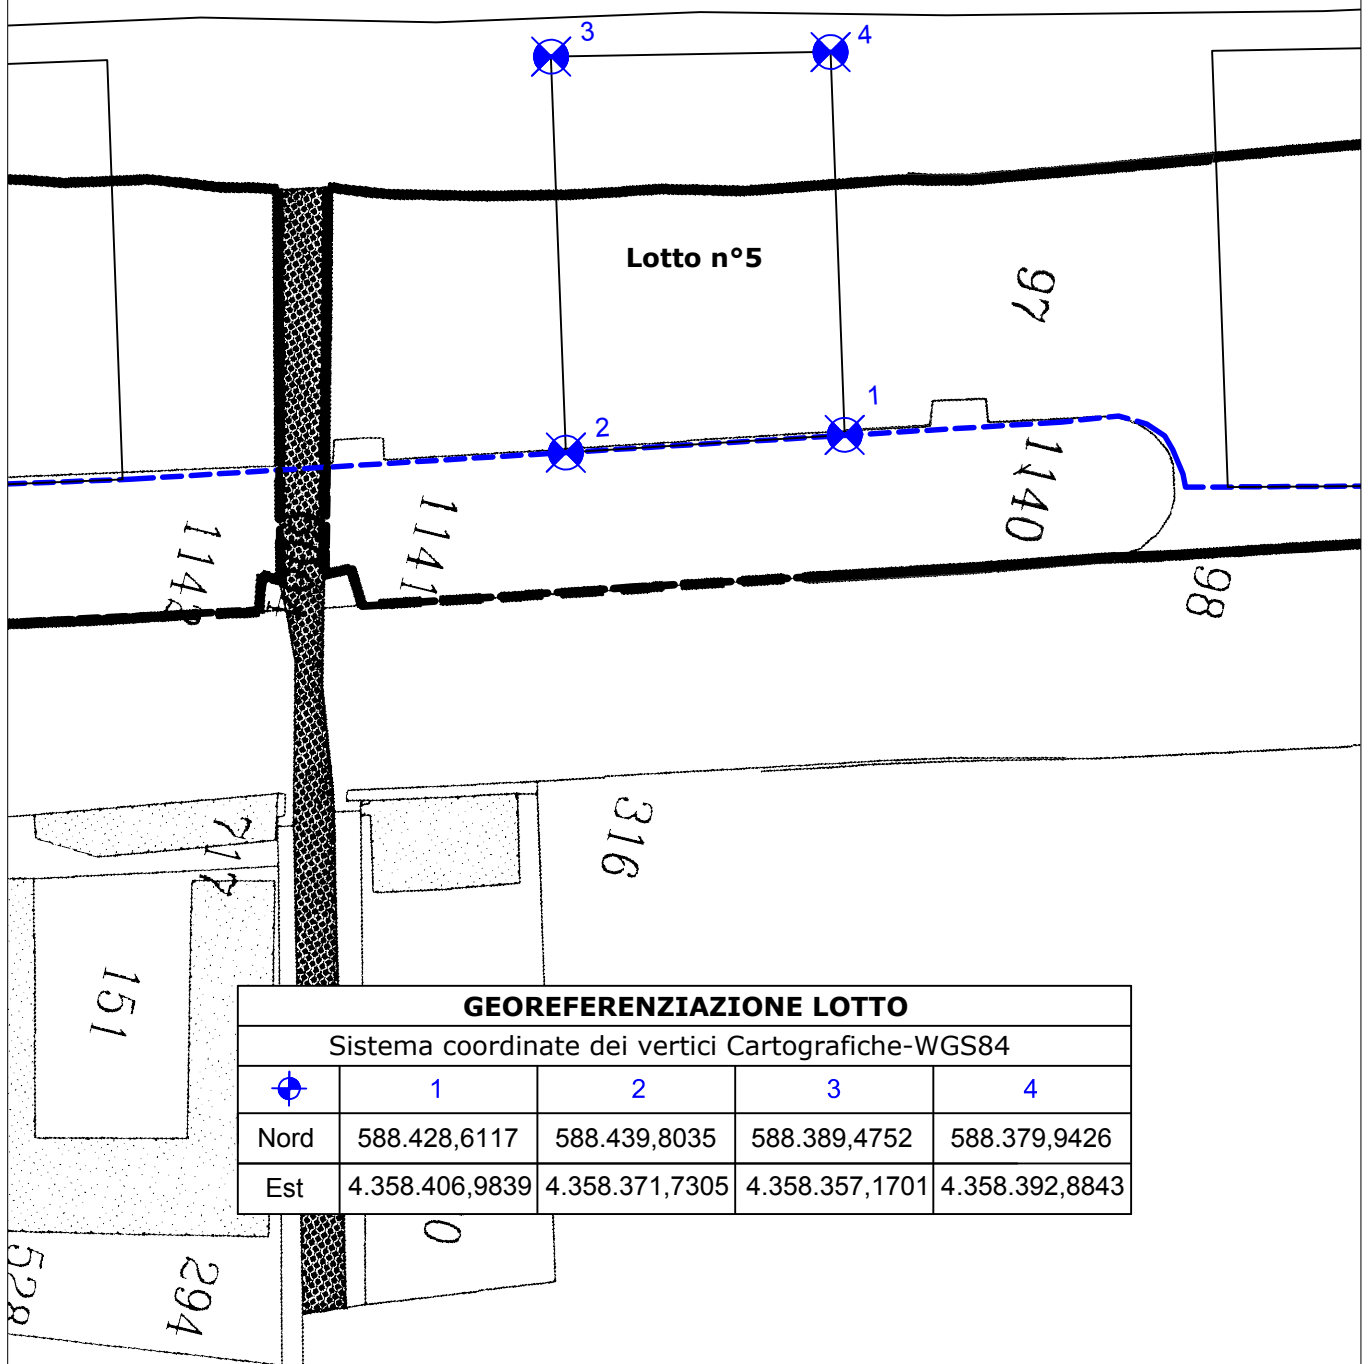 3
4
Lotto n°5
97
1
2
1140
1141
98
316
717
151
GEOREFERENZIAZIONE LOTTO
Sistema coordinate dei vertici Cartografiche-WGS84
1 2 3 4
Nord 588.428,6117 588.439,8035 588.389,4752 588.379,9426
Est 4.358.406,9839 4.358.371,7305 4.358.357,1701 4.358.392,8843
294